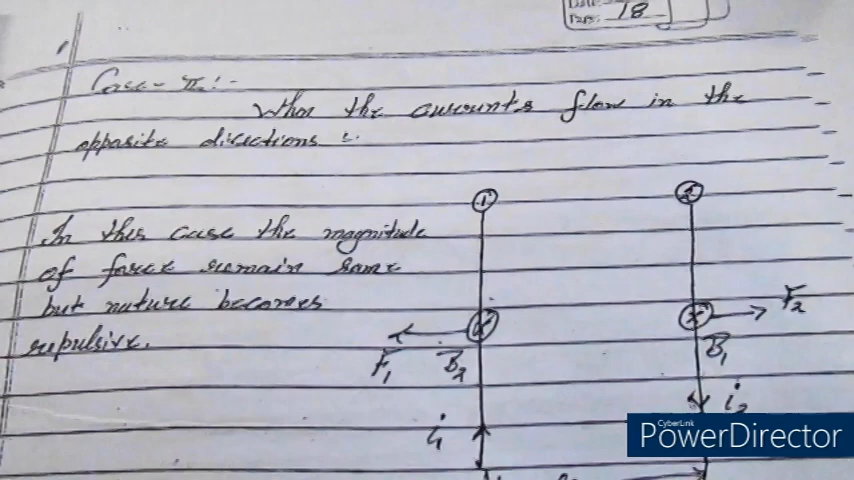 Page: 18
Case-II:-
When the currents flow in the
opposite directions :
1
2
In this case the magnitude
of force remain same
but nature becomes
repulsive.
X
X
F₂
F₁
B₂
B₁
i₁
i₂
CyberLink
PowerDirector